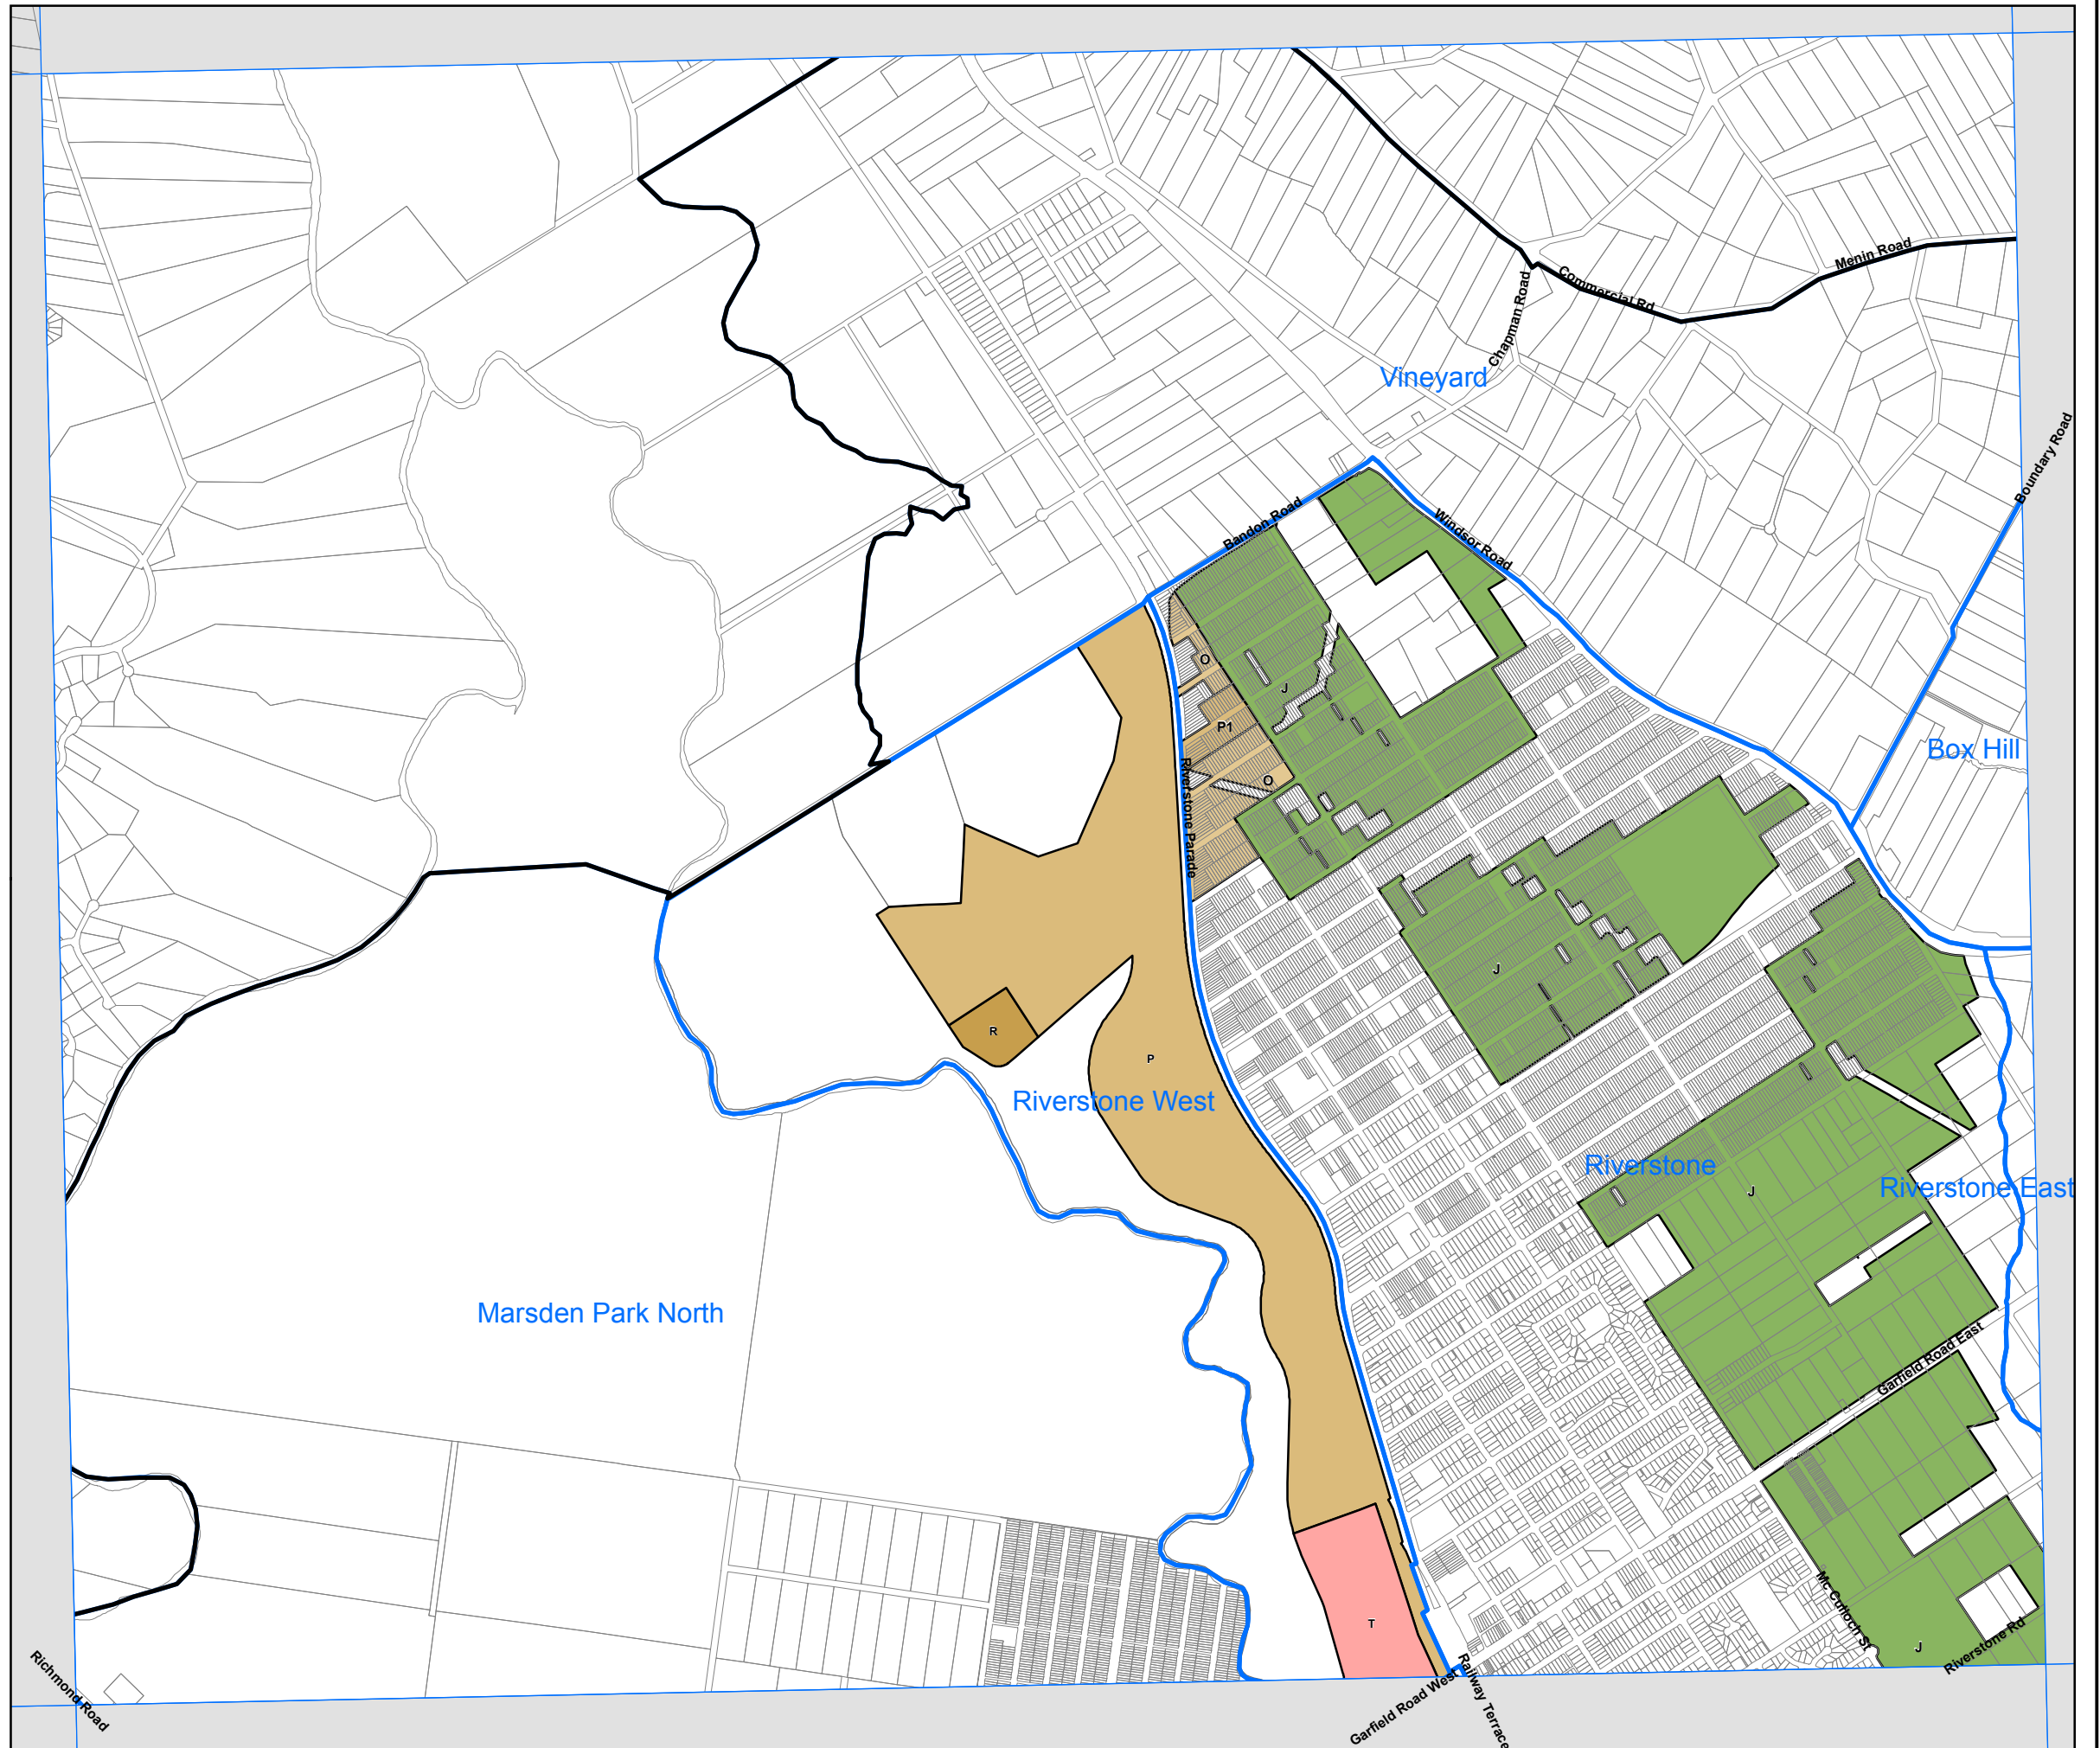 Menin Road
Commercial Rd
Chapman Road
Vineyard
Boundary Road
Bandon Road
Windsor Road
O
J
P1
Box Hill
O
Riverstone Parade
J
R
P
Riverstone West
Riverstone
J
Riverstone East
Marsden Park North
Garfield Road East
T
Mc Culloch St
J
Riverstone Rd
Richmond Road
Garfield Road West
Railway Terrace